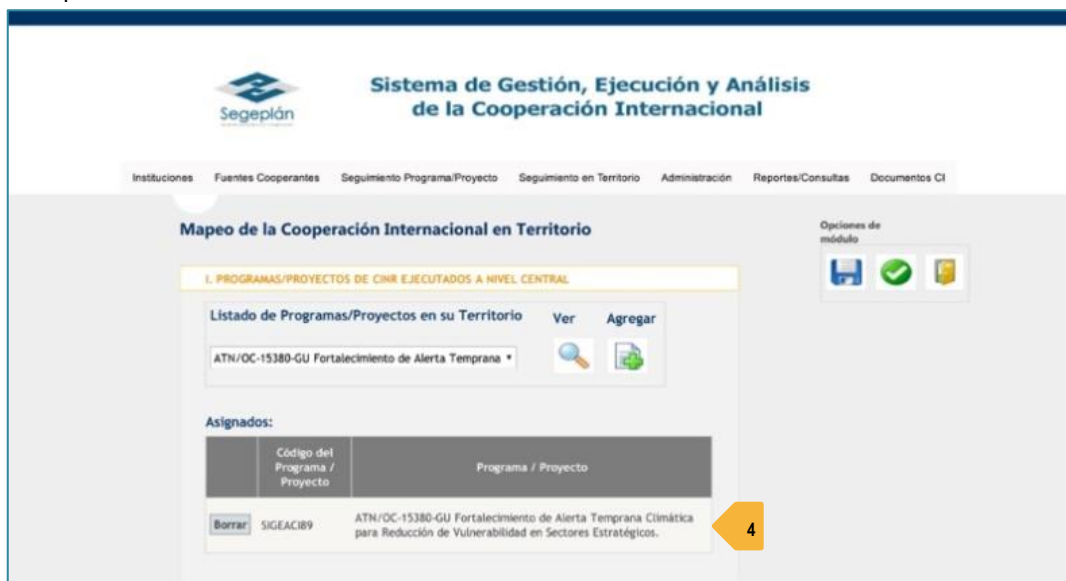 Segeplán
Sistema de Gestión, Ejecución y Análisis
de la Cooperación Internacional
Instituciones Fuentes Cooperantes Seguimiento Programa/Proyecto Seguimiento en Territorio Administración Reportes/Consultas Documentos CI
Mapeo de la Cooperación Internacional en Territorio
Opciones de
módulo
I. PROGRAMAS/PROYECTOS DE CINR EJECUTADOS A NIVEL CENTRAL
Listado de Programas/Proyectos en su Territorio Ver Agregar
ATN/OC-15380-GU Fortalecimiento de Alerta Temprana
Asignados:
Código del
Programa /
Proyecto
Programa / Proyecto
Borrar SIGEACI89
ATN/OC-15380-GU Fortalecimiento de Alerta Temprana Climática
para Reducción de Vulnerabilidad en Sectores Estratégicos.
4